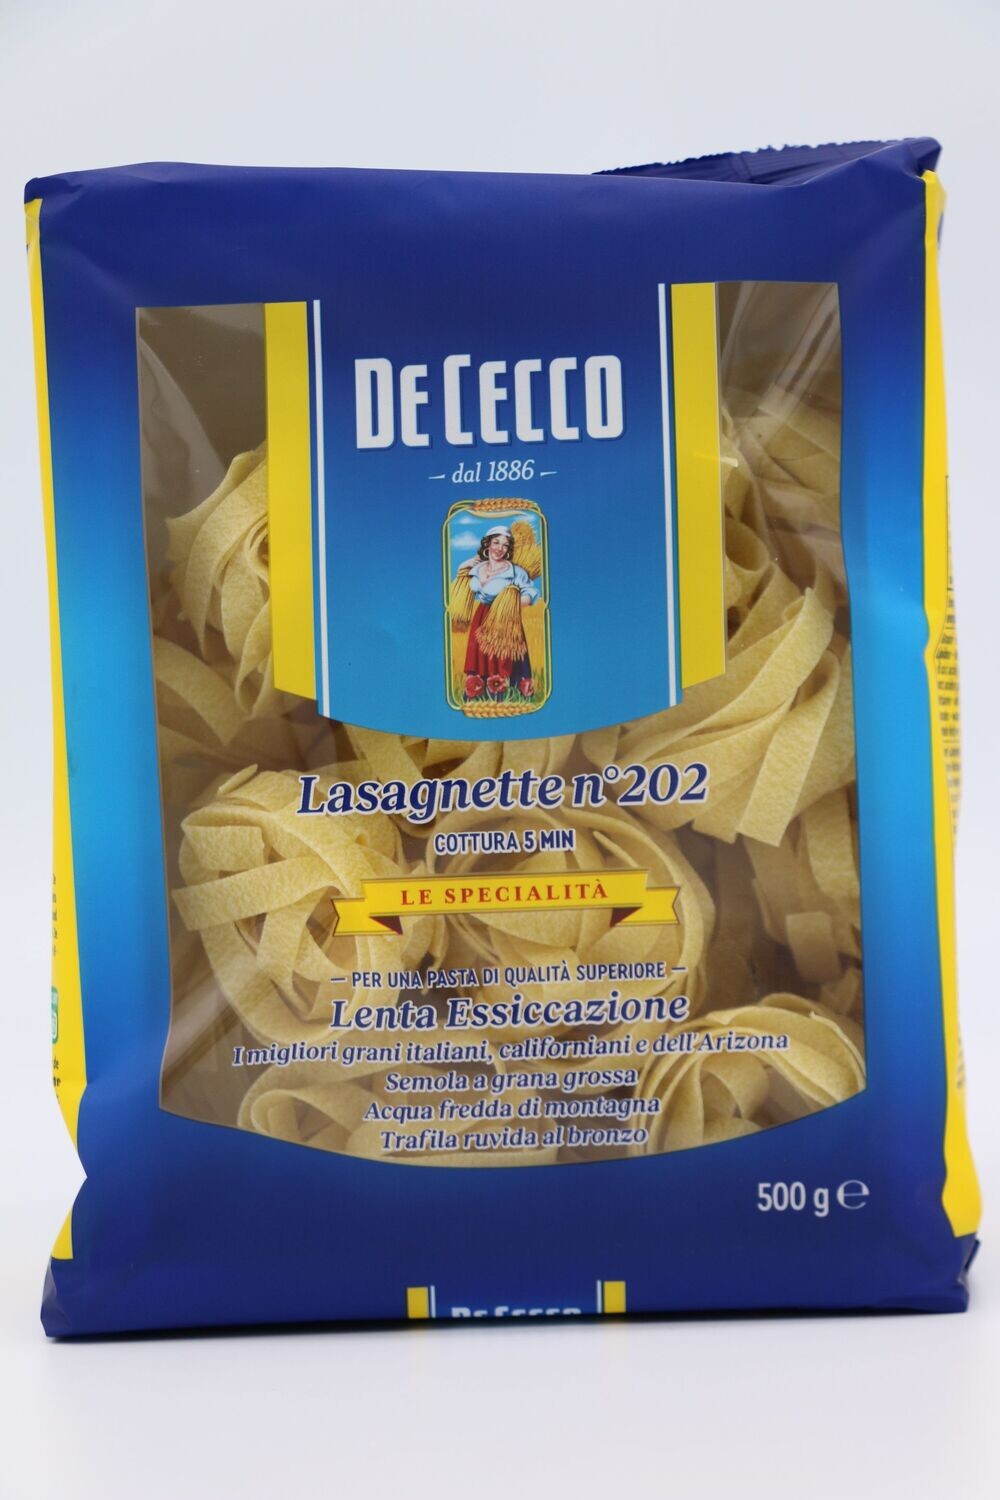 DE CECCO
– dal 1886 –
Lasagnette n°202
COTTURA 5 MIN
LE SPECIALITÀ
– PER UNA PASTA DI QUALITÀ SUPERIORE –
Lenta Essiccazione
I migliori grani italiani, californiani e dell'Arizona
Semola a grana grossa
Acqua fredda di montagna
Trafila ruvida al bronzo
500 g ℮
DE CECCO